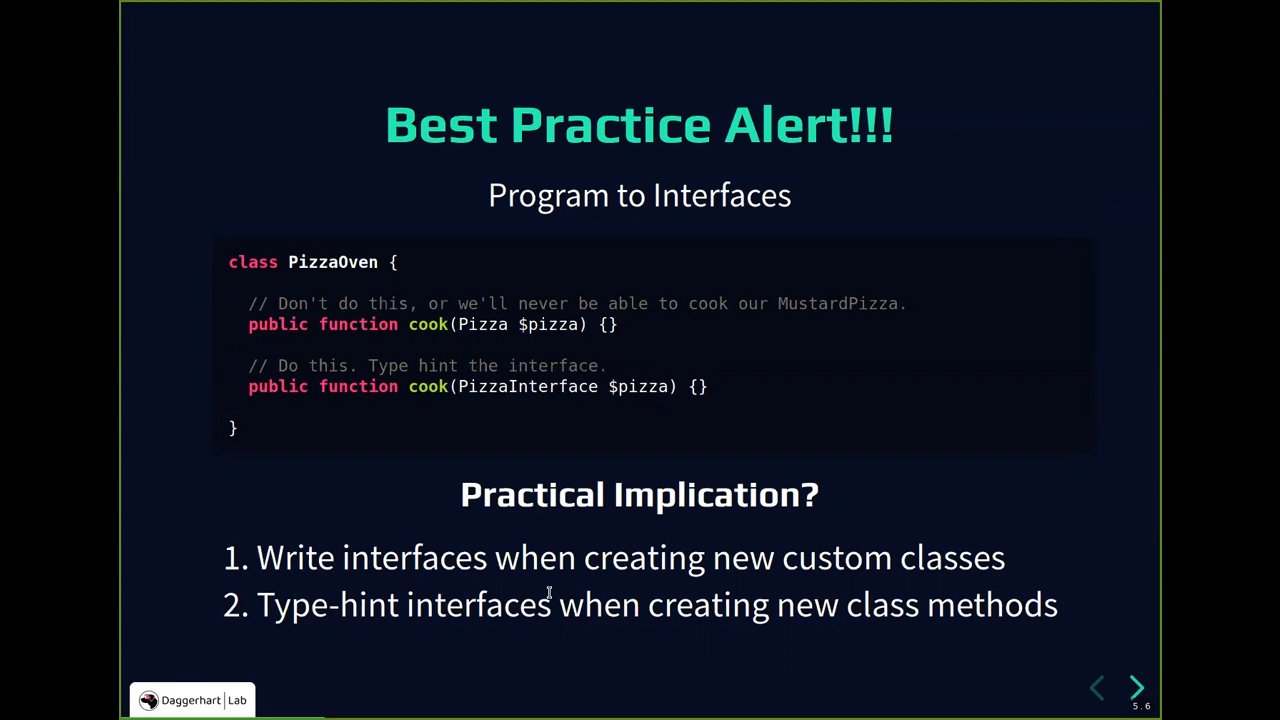 Best Practice Alert!!!
Program to Interfaces
class PizzaOven {
// Don't do this, or we'll never be able to cook our MustardPizza.
public function cook(Pizza $pizza) {}
// Do this. Type hint the interface.
public function cook(PizzaInterface $pizza) {}
}
Practical Implication?
1. Write interfaces when creating new custom classes
2. Type-hint interfaces when creating new class methods
Daggerhart | Lab
5.6